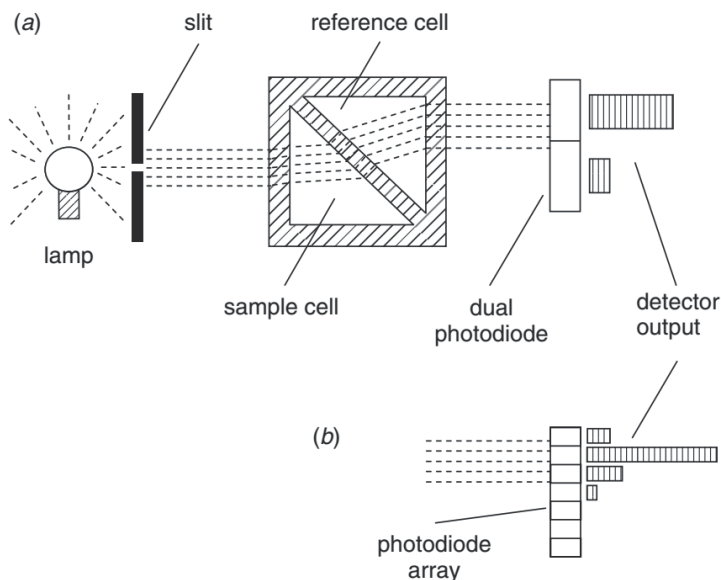 (a)
slit
reference cell
lamp
sample cell
dual
photodiode
detector
output
(b)
photodiode
array